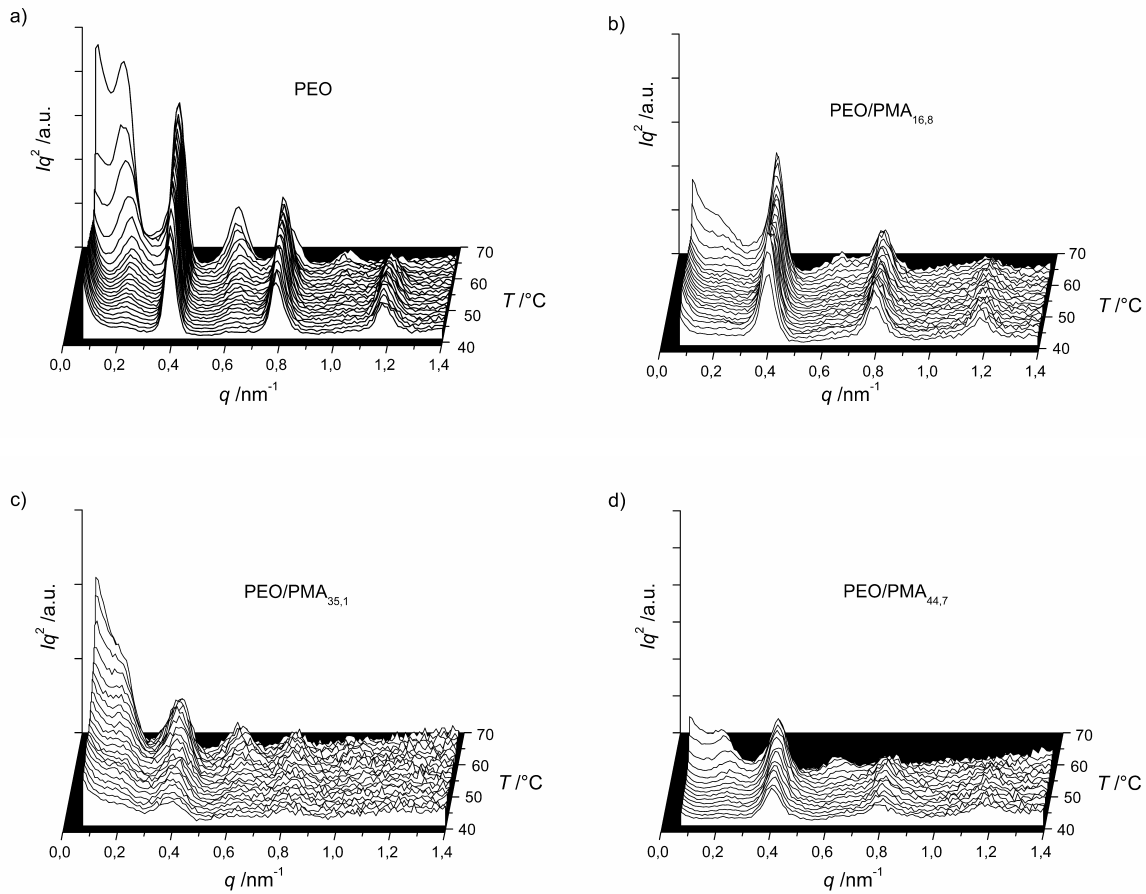 a)
PEO
Iq² /a.u.
70
60
50
40
T /°C
0,0 0,2 0,4 0,6 0,8 1,0 1,2 1,4
q /nm⁻¹
b)
PEO/PMA₁₆,₈
Iq² /a.u.
70
60
50
40
T /°C
0,0 0,2 0,4 0,6 0,8 1,0 1,2 1,4
q /nm⁻¹
c)
PEO/PMA₃₅,₁
Iq² /a.u.
70
60
50
40
T /°C
0,0 0,2 0,4 0,6 0,8 1,0 1,2 1,4
q /nm⁻¹
d)
PEO/PMA₄₄,₇
Iq² /a.u.
70
60
50
40
T /°C
0,0 0,2 0,4 0,6 0,8 1,0 1,2 1,4
q /nm⁻¹